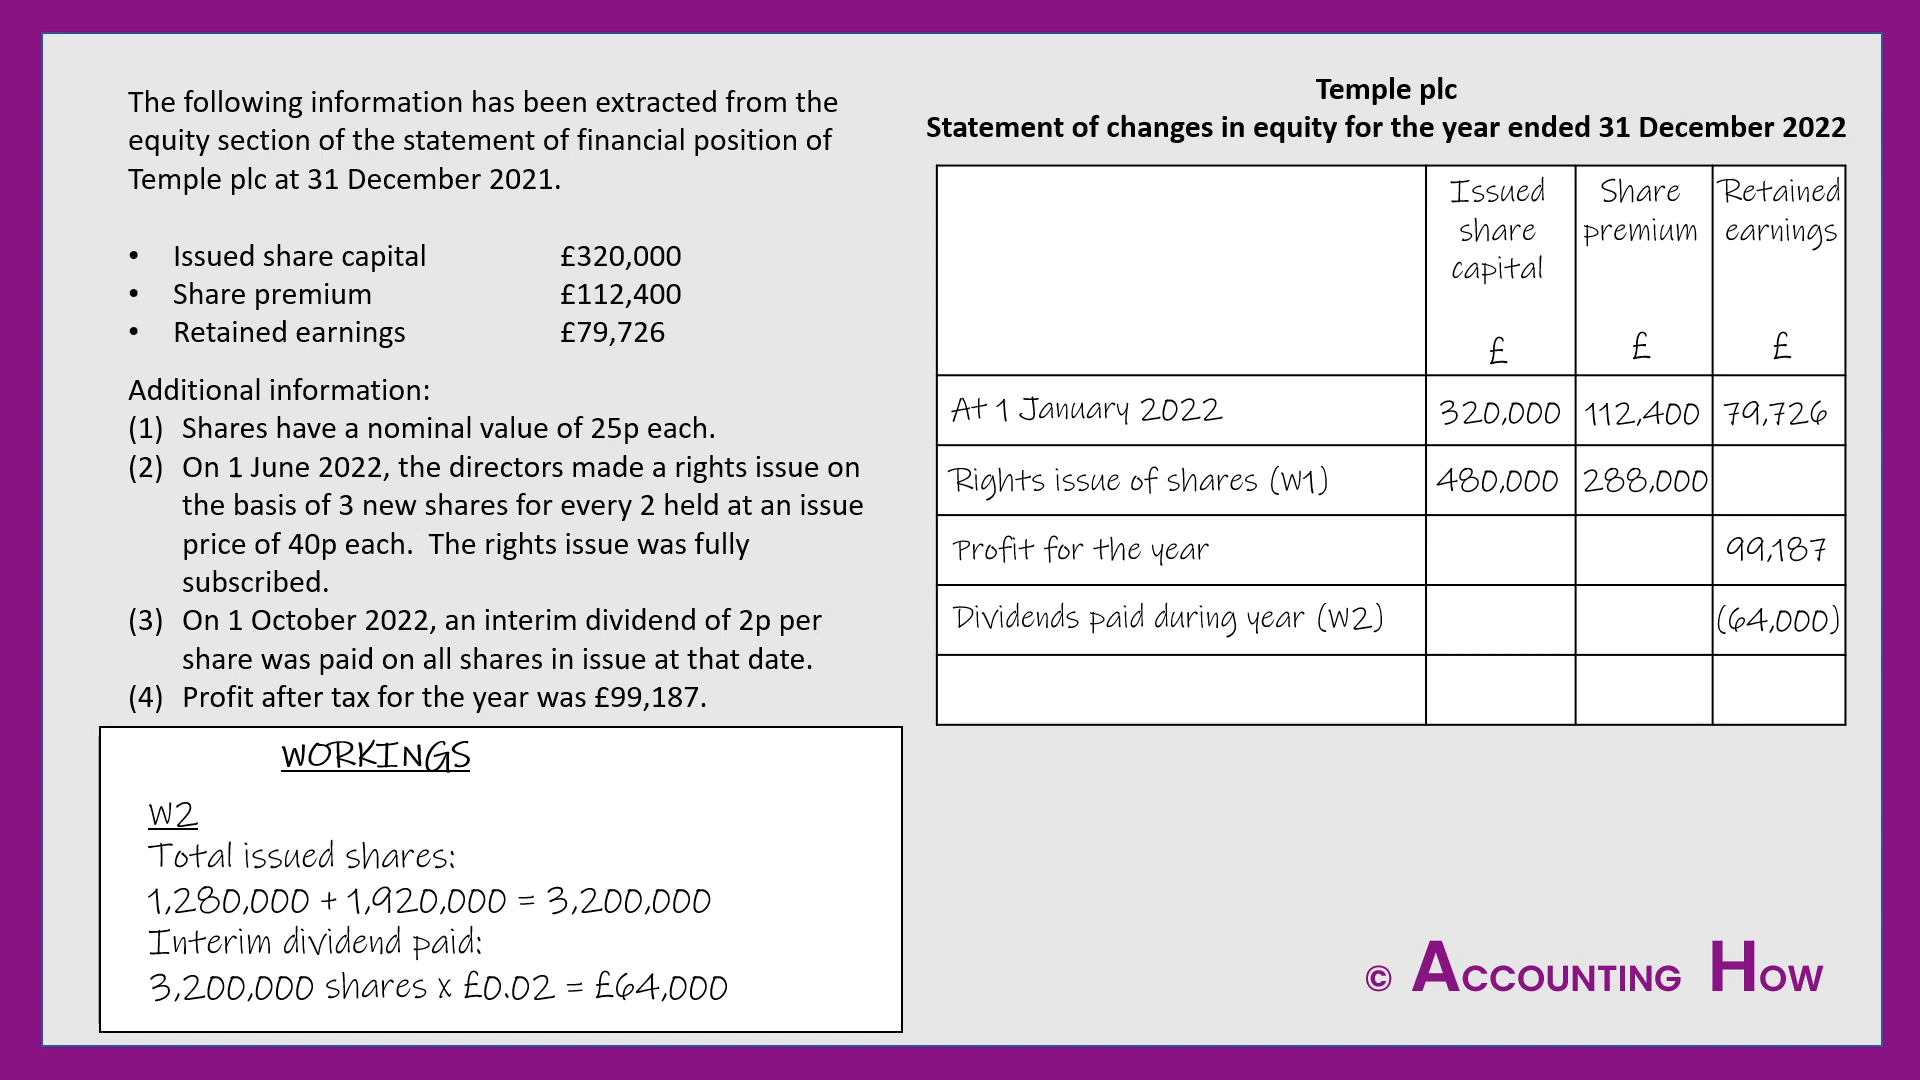 The following information has been extracted from the
equity section of the statement of financial position of
Temple plc at 31 December 2021.
• Issued share capital £320,000
• Share premium £112,400
• Retained earnings £79,726
Additional information:
(1) Shares have a nominal value of 25p each.
(2) On 1 June 2022, the directors made a rights issue on
the basis of 3 new shares for every 2 held at an issue
price of 40p each. The rights issue was fully
subscribed.
(3) On 1 October 2022, an interim dividend of 2p per
share was paid on all shares in issue at that date.
(4) Profit after tax for the year was £99,187.
WORKINGS
W2
Total issued shares:
1,280,000 + 1,920,000 = 3,200,000
Interim dividend paid:
3,200,000 shares x £0.02 = £64,000
Temple plc
Statement of changes in equity for the year ended 31 December 2022
Issued share capital £ Share premium £ Retained earnings £
At 1 January 2022 320,000 112,400 79,726
Rights issue of shares (W1) 480,000 288,000
Profit for the year 99,187
Dividends paid during year (W2) (64,000)
© ACCOUNTING HOW